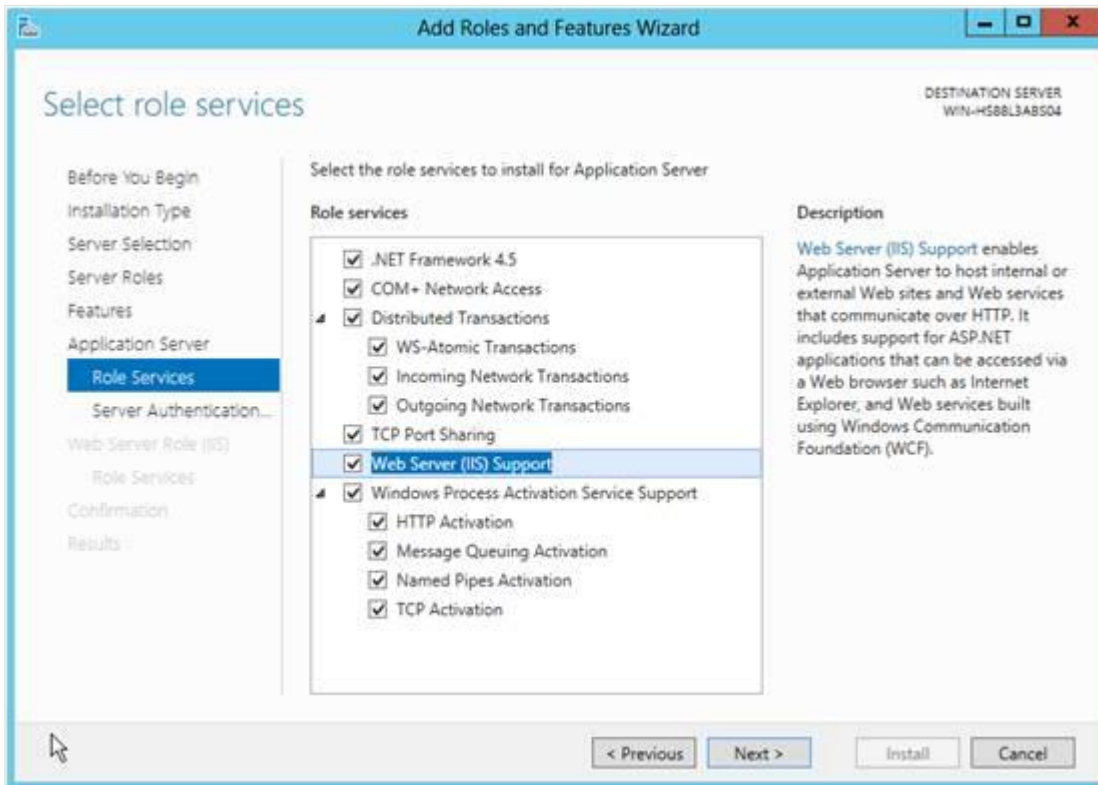 Add Roles and Features Wizard
Select role services
DESTINATION SERVER
WIN-HS88L3ABS04
Before You Begin
Installation Type
Server Selection
Server Roles
Features
Application Server
Role Services
Server Authentication...
Web Server Role (IIS)
Role Services
Confirmation
Results
Select the role services to install for Application Server
Role services
.NET Framework 4.5
COM+ Network Access
Distributed Transactions
WS-Atomic Transactions
Incoming Network Transactions
Outgoing Network Transactions
TCP Port Sharing
Web Server (IIS) Support
Windows Process Activation Service Support
HTTP Activation
Message Queuing Activation
Named Pipes Activation
TCP Activation
Description
Web Server (IIS) Support enables
Application Server to host internal or
external Web sites and Web services
that communicate over HTTP. It
includes support for ASP.NET
applications that can be accessed via
a Web browser such as Internet
Explorer, and Web services built
using Windows Communication
Foundation (WCF).
< Previous
Next >
Install
Cancel